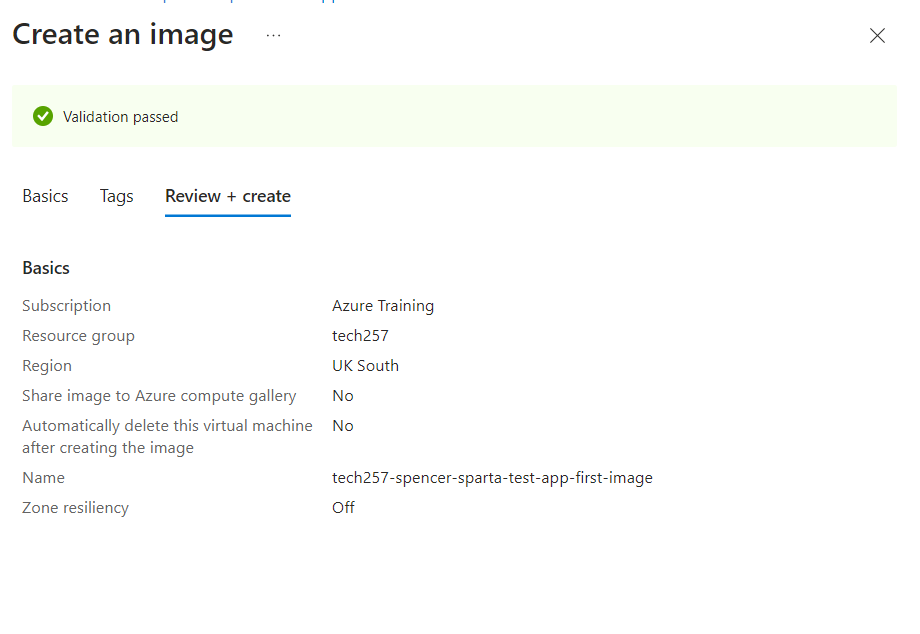 Create an image ...
Validation passed
Basics Tags Review + create
Basics
Subscription Azure Training
Resource group tech257
Region UK South
Share image to Azure compute gallery No
Automatically delete this virtual machine No
after creating the image
Name tech257-spencer-sparta-test-app-first-image
Zone resiliency Off